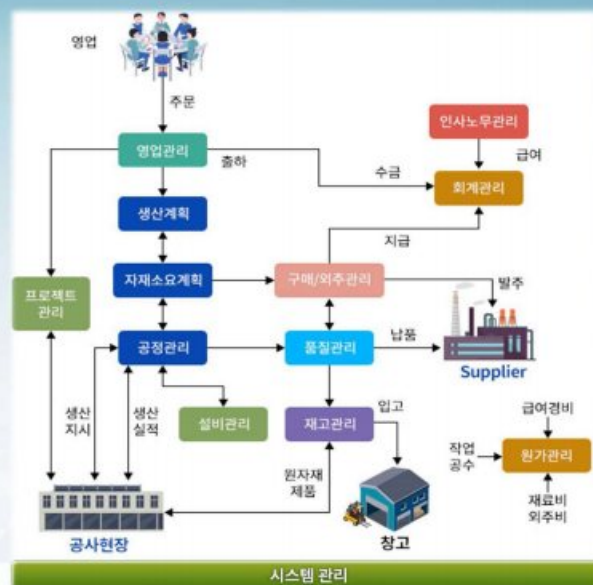 영업
주문
인사노무관리
영업관리
출하
수금
급여
회계관리
생산계획
지급
자재소요계획
구매/외주관리
발주
프로젝트
관리
공정관리
품질관리
납품
Supplier
생산
지시
생산
실적
설비관리
재고관리
입고
급여경비
작업
공수
원가관리
원자재
제품
재료비
외주비
공사현장
창고
시스템 관리